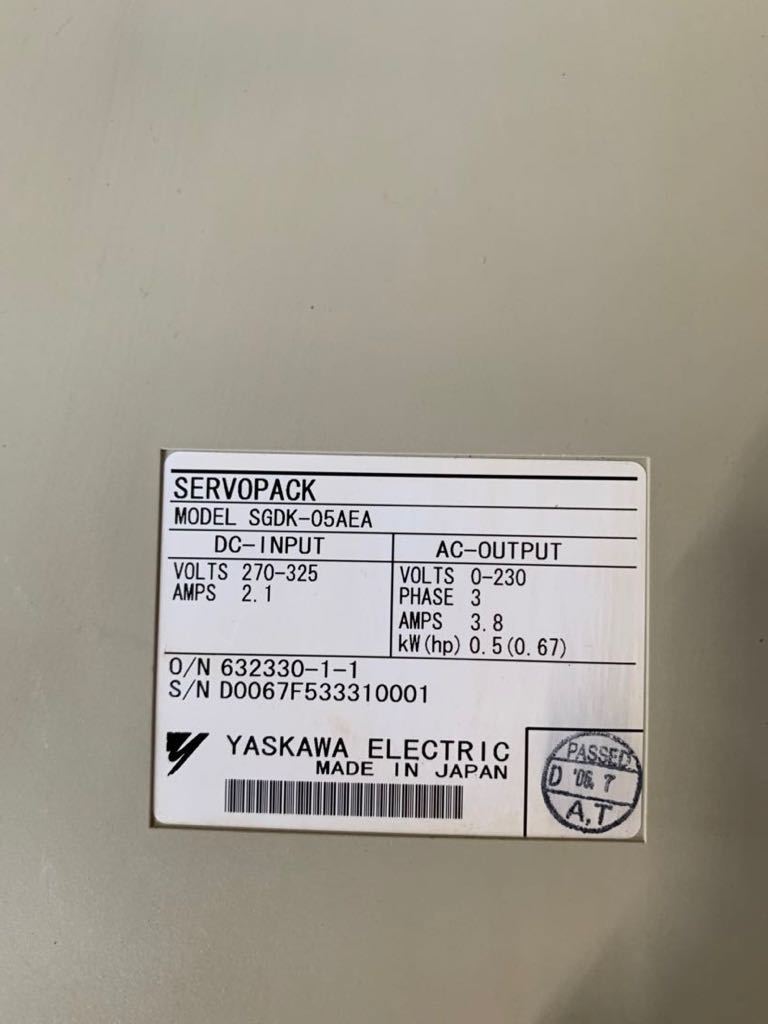 SERVOPACK
MODEL SGDK-05AEA
DC-INPUT
VOLTS 270-325
AMPS 2.1
AC-OUTPUT
VOLTS 0-230
PHASE 3
AMPS 3.8
kW(hp) 0.5(0.67)
O/N 632330-1-1
S/N D0067F533310001
YASKAWA ELECTRIC
MADE IN JAPAN
PASSED
D '06. 7
A,T